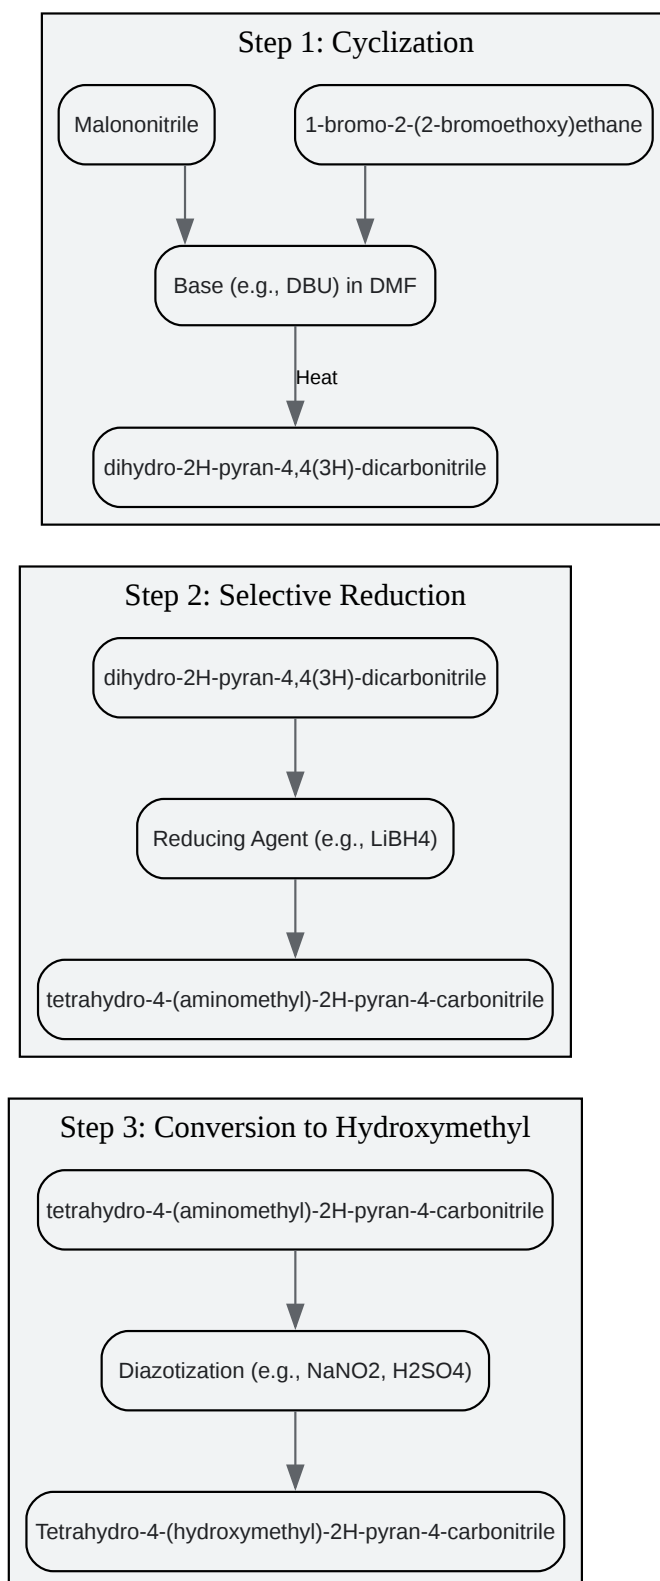 Step 1: Cyclization
Malononitrile
1-bromo-2-(2-bromoethoxy)ethane
Base (e.g., DBU) in DMF
Heat
dihydro-2H-pyran-4,4(3H)-dicarbonitrile
Step 2: Selective Reduction
dihydro-2H-pyran-4,4(3H)-dicarbonitrile
Reducing Agent (e.g., LiBH4)
tetrahydro-4-(aminomethyl)-2H-pyran-4-carbonitrile
Step 3: Conversion to Hydroxymethyl
tetrahydro-4-(aminomethyl)-2H-pyran-4-carbonitrile
Diazotization (e.g., NaNO2, H2SO4)
Tetrahydro-4-(hydroxymethyl)-2H-pyran-4-carbonitrile